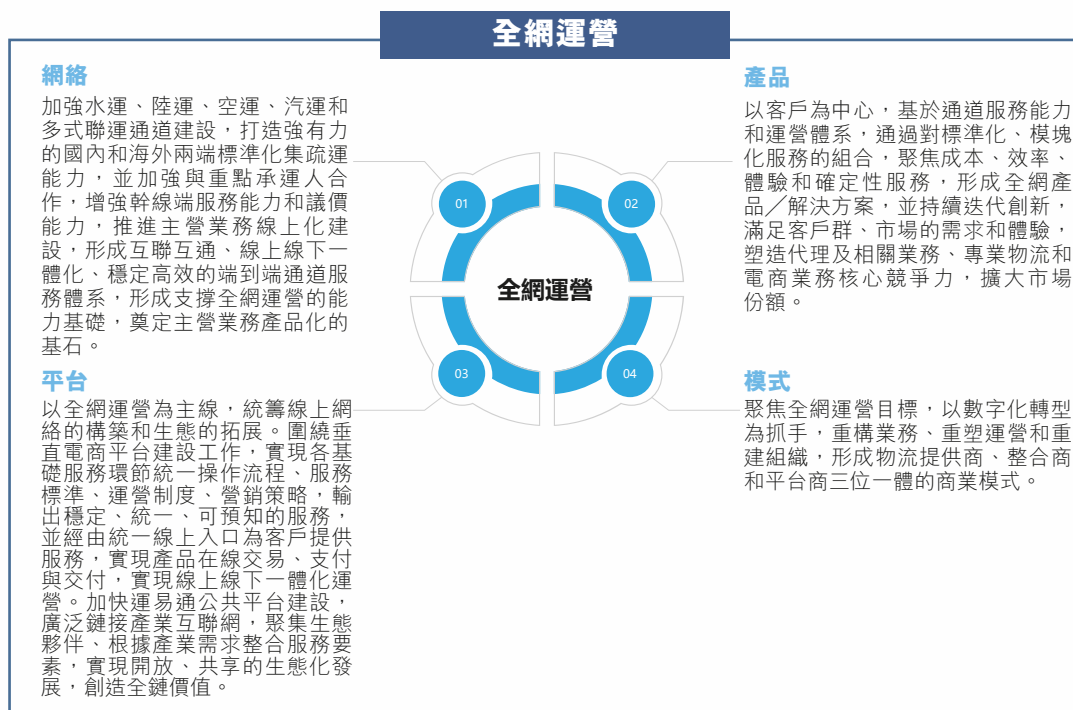 全網運營
網絡
加強水運、陸運、空運、汽運和
多式聯運通道建設，打造強有力
的國內和海外兩端標準化集疏運
能力，並加強與重點承運人合
作，增強幹線端服務能力和議價
能力，推進主營業務線上化建
設，形成互聯互通、線上線下一
體化、穩定高效的端到端通道服
務體系，形成支撐全網運營的能
力基礎，奠定主營業務產品化的
基石。
產品
以客戶為中心，基於通道服務能力
和運營體系，通過對標準化、模塊
化服務的組合，聚焦成本、效率、
體驗和確定性服務，形成全網產
品／解決方案，並持續迭代創新，
滿足客戶群、市場的需求和體驗，
塑造代理及相關業務、專業物流和
電商業務核心競爭力，擴大市場
份額。
01
02
全網運營
03
04
平台
以全網運營為主線，統籌線上網
絡的構築和生態的拓展。圍繞垂
直電商平台建設工作，實現各基
礎服務環節統一操作流程、服務
標準、運營制度、營銷策略，輸
出穩定、統一、可預知的服務，
並經由統一線上入口為客戶提供
服務，實現產品在線交易、支付
與交付，實現線上線下一體化運
營。加快運易通公共平台建設，
廣泛鏈接產業互聯網，聚集生態
夥伴、根據產業需求整合服務要
素，實現開放、共享的生態化發
展，創造全鏈價值。
模式
聚焦全網運營目標，以數字化轉型
為抓手，重構業務、重塑運營和重
建組織，形成物流提供商、整合商
和平台商三位一體的商業模式。